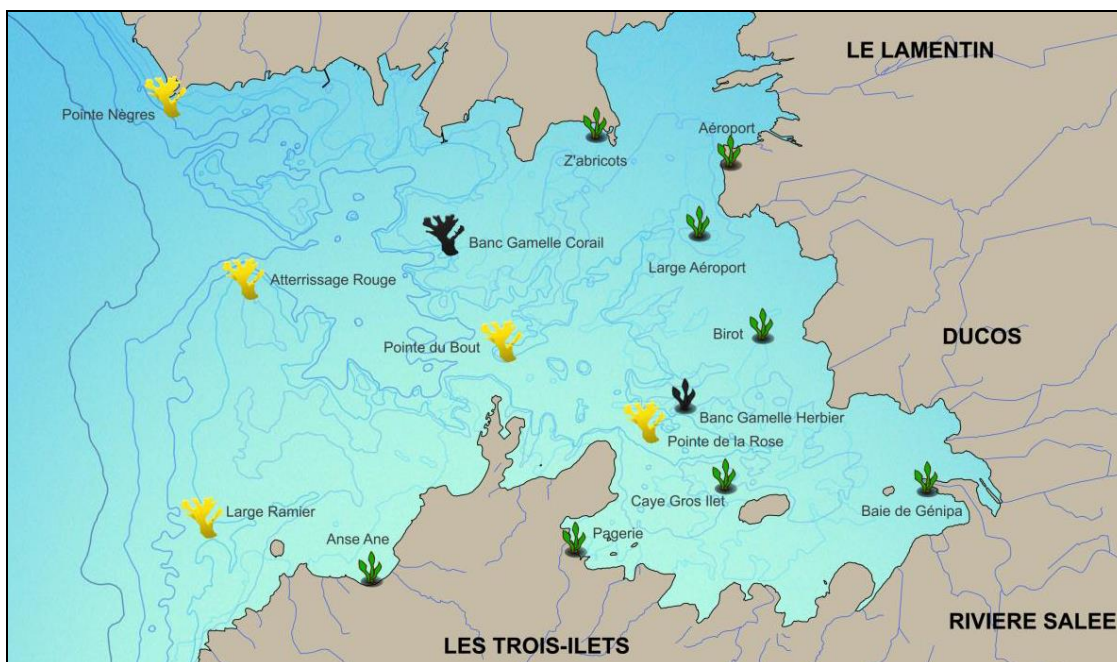 LE LAMENTIN
Pointe Nègres
Aéroport
Z'abricots
Banc Gamelle Corail
Large Aéroport
Atterrissage Rouge
Birot
DUCOS
Pointe du Bout
Banc Gamelle Herbier
Pointe de la Rose
Caye Gros Ilet
Baie de Génipa
Large Ramier
Anse Ane
Pagerie
RIVIERE SALEE
LES TROIS-ILETS